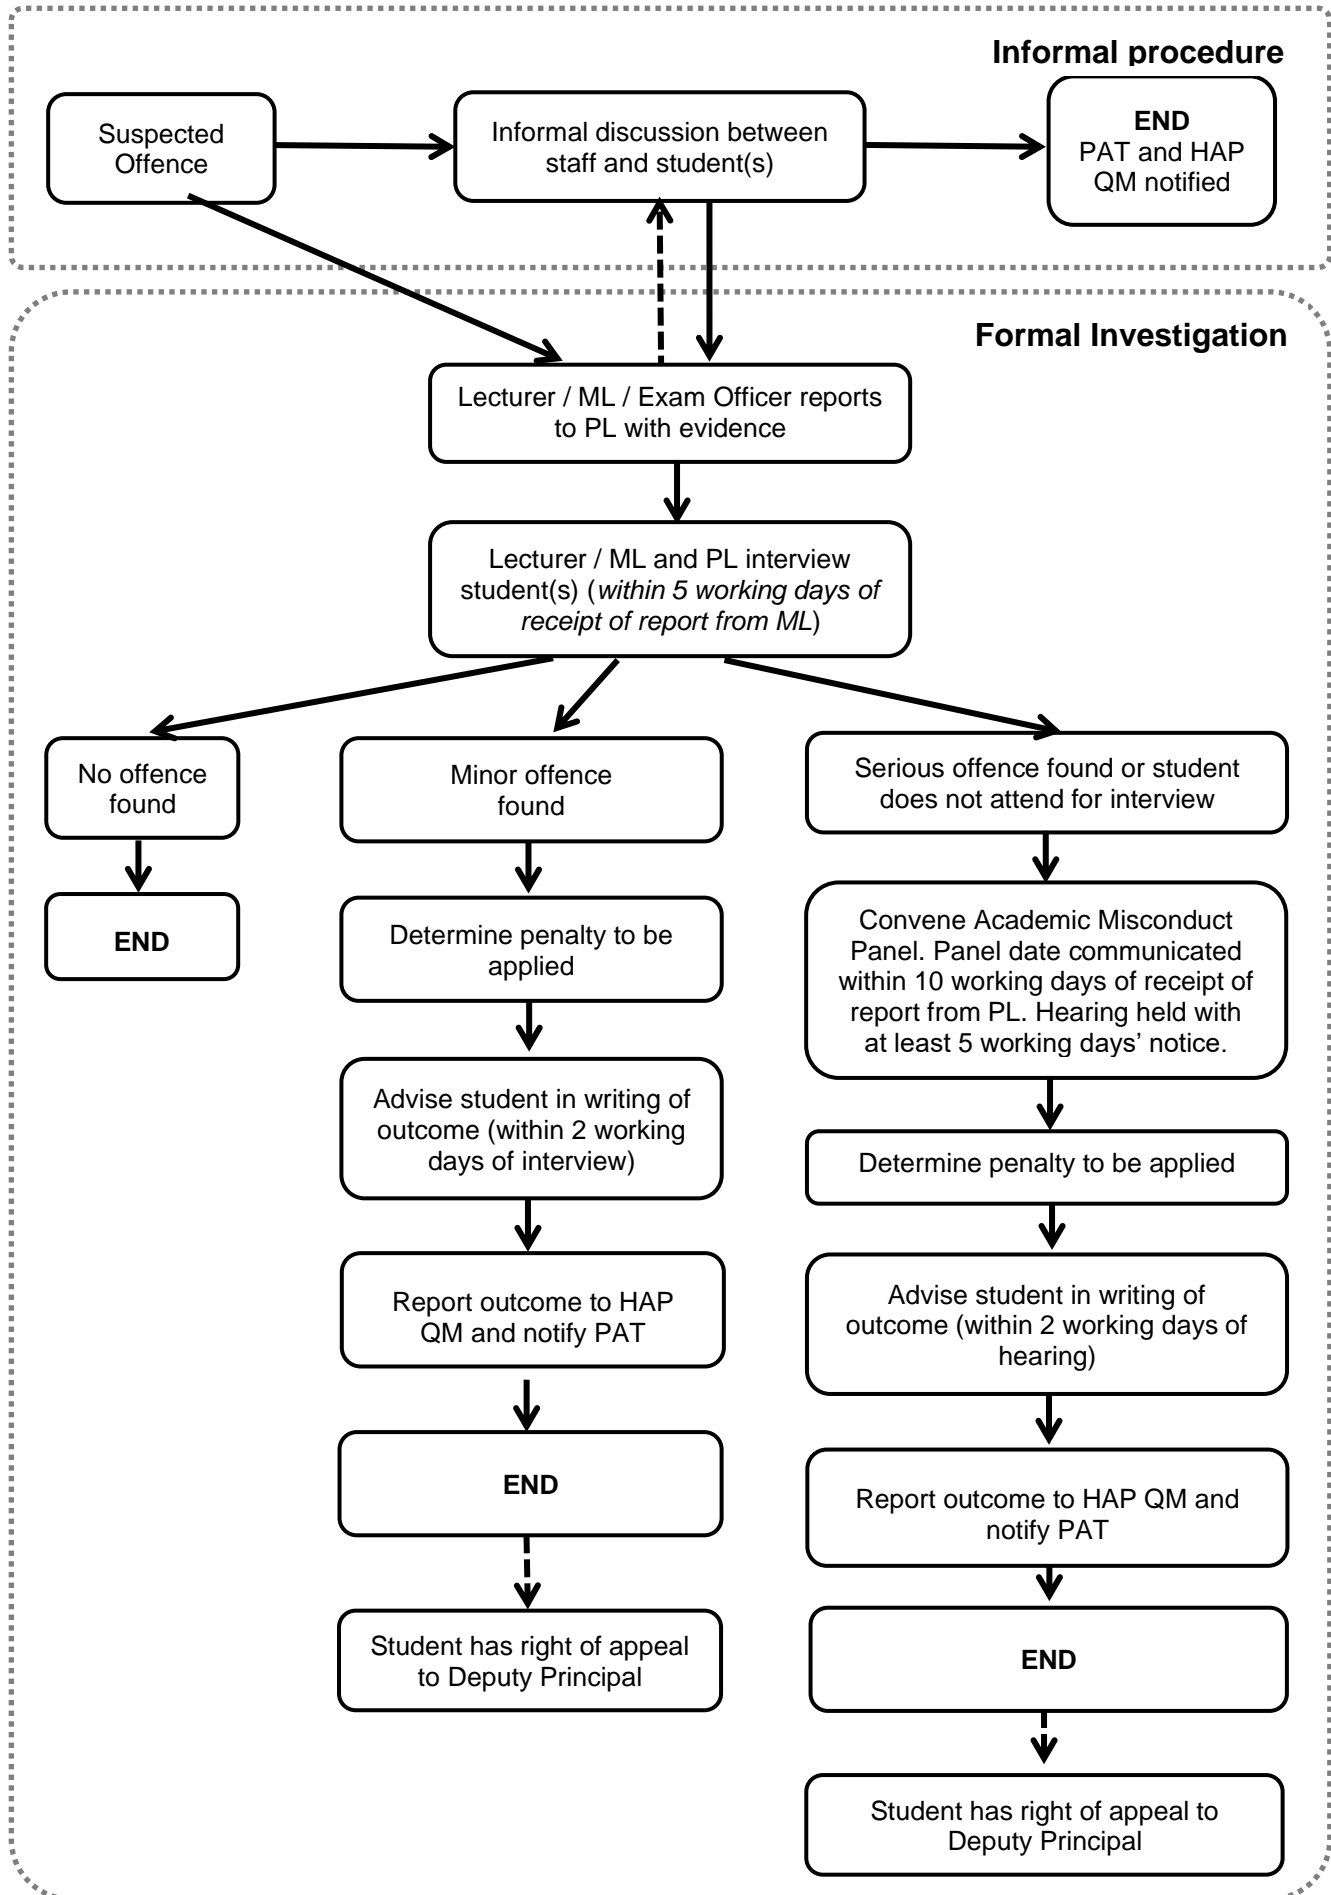 Informal procedure
Suspected
Offence
Informal discussion between
staff and student(s)
END
PAT and HAP
QM notified
Formal Investigation
Lecturer / ML / Exam Officer reports
to PL with evidence
Lecturer / ML and PL interview
student(s) (within 5 working days of
receipt of report from ML)
No offence
found
END
Minor offence
found
Determine penalty to be
applied
Advise student in writing of
outcome (within 2 working
days of interview)
Report outcome to HAP
QM and notify PAT
END
Student has right of appeal
to Deputy Principal
Serious offence found or student
does not attend for interview
Convene Academic Misconduct
Panel. Panel date communicated
within 10 working days of receipt of
report from PL. Hearing held with
at least 5 working days’ notice.
Determine penalty to be applied
Advise student in writing of
outcome (within 2 working days of
hearing)
Report outcome to HAP QM and
notify PAT
END
Student has right of appeal to
Deputy Principal